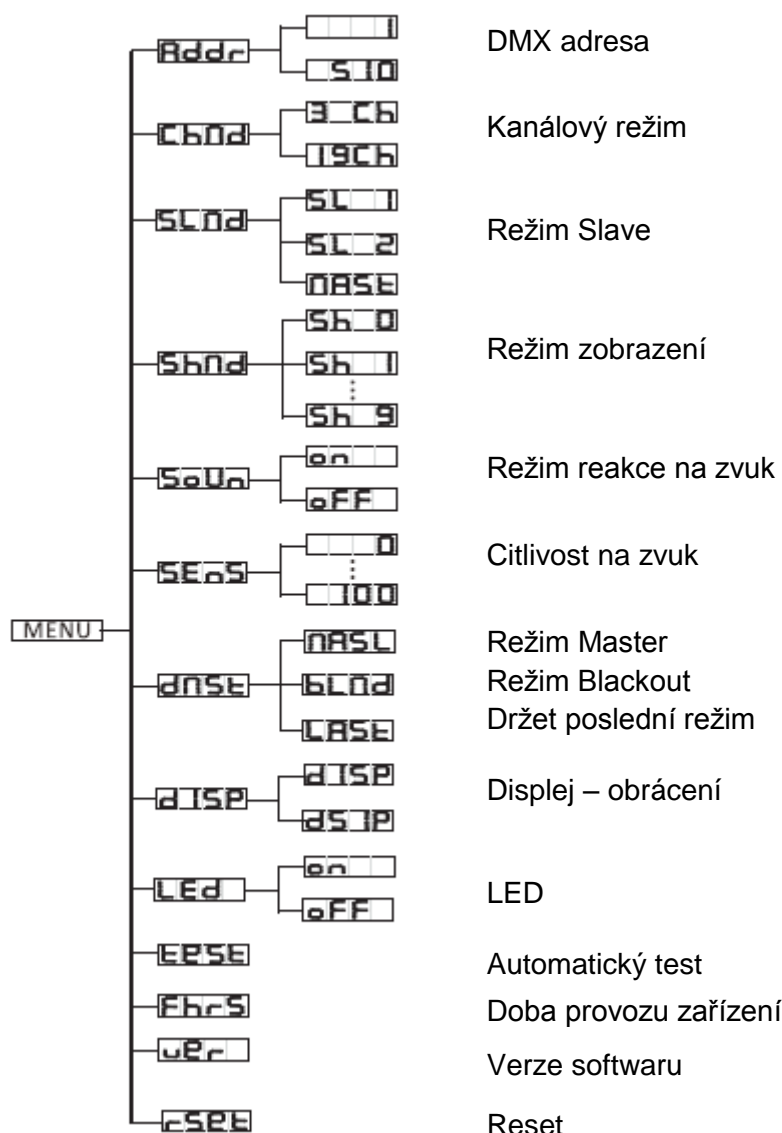 1
Addr DMX adresa
510
3 Ch
ChMd Kanálový režim
19Ch
SL 1
SLMd SL 2 Režim Slave
MASt
Sh 0
ShMd Sh 1 Režim zobrazení
Sh 9
on
SoUn Režim reakce na zvuk
oFF
0
SEnS Citlivost na zvuk
100
MENU
MASL Režim Master
dMSt bLMd Režim Blackout
LASt Držet poslední režim
dISP
dISP Displej – obrácení
dSIP
on
LEd LED
oFF
teSt Automatický test
FhrS Doba provozu zařízení
ver Verze softwaru
rSet Reset